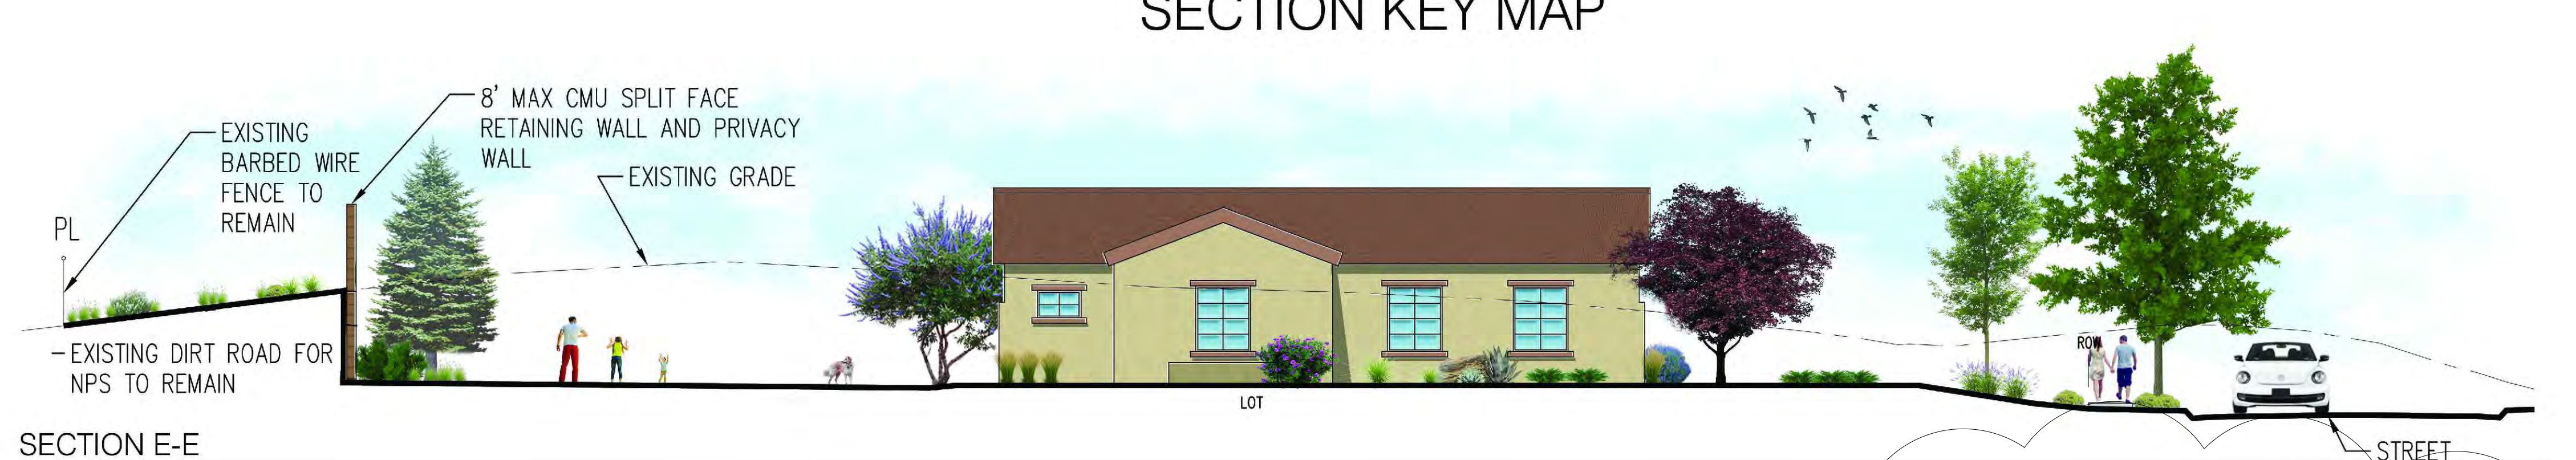 SECTION KEY MAP
PL
EXISTING
BARBED WIRE
FENCE TO
REMAIN
8' MAX CMU SPLIT FACE
RETAINING WALL AND PRIVACY
WALL
EXISTING GRADE
EXISTING DIRT ROAD FOR
NPS TO REMAIN
ROW
LOT
SECTION E-E
STREET